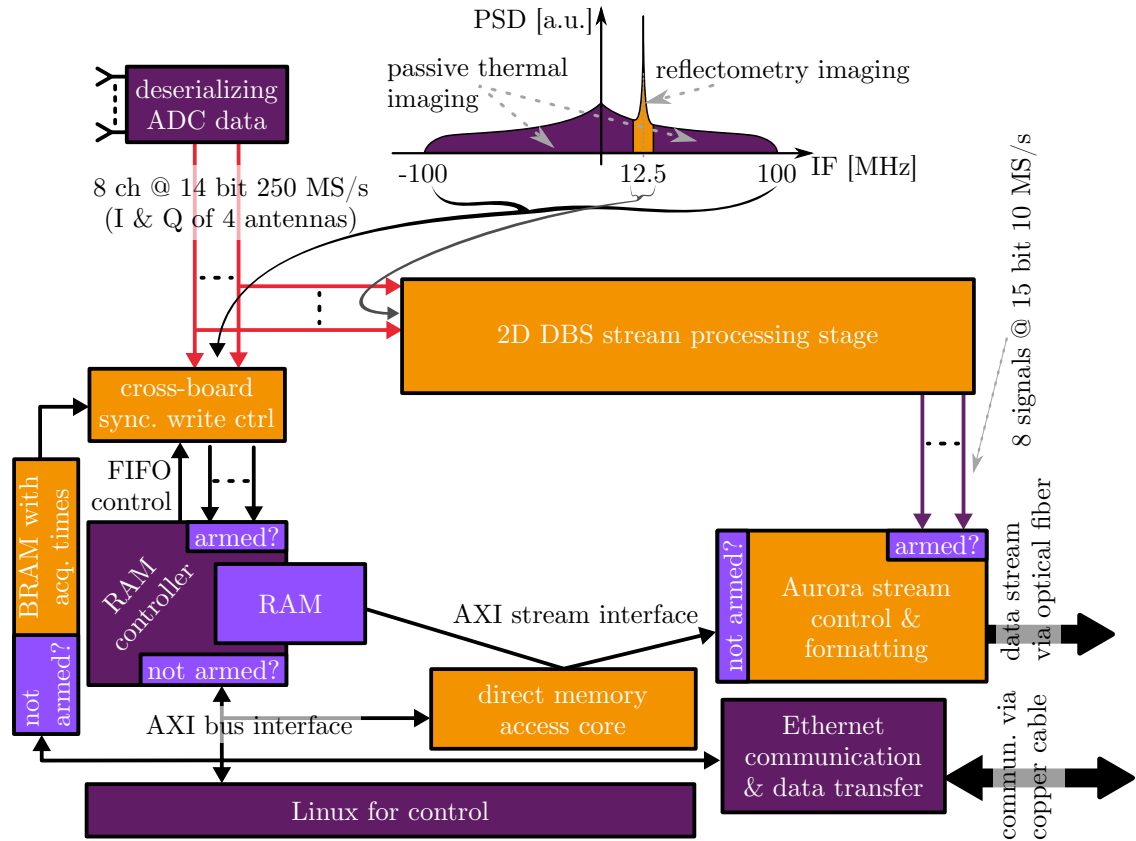 PSD [a.u.]
passive thermal
imaging
reflectometry imaging
deserializing
ADC data
-100
12.5
100
IF [MHz]
8 ch @ 14 bit 250 MS/s
(I & Q of 4 antennas)
8 signals @ 15 bit 10 MS/s
2D DBS stream processing stage
cross-board
sync. write ctrl
FIFO
control
BRAM with
acq. times
not
armed?
armed?
RAM
controller
RAM
not armed?
AXI stream interface
not armed?
armed?
Aurora stream
control &
formatting
data stream
via optical fiber
direct memory
access core
AXI bus interface
Ethernet
communication
& data transfer
commun. via
copper cable
Linux for control